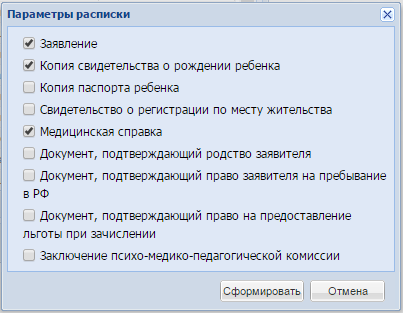 Параметры расписки
Заявление
Копия свидетельства о рождении ребенка
Копия паспорта ребенка
Свидетельство о регистрации по месту жительства
Медицинская справка
Документ, подтверждающий родство заявителя
Документ, подтверждающий право заявителя на пребывание
в РФ
Документ, подтверждающий право на предоставление
льготы при зачислении
Заключение психо-медико-педагогической комиссии
Сформировать Отмена